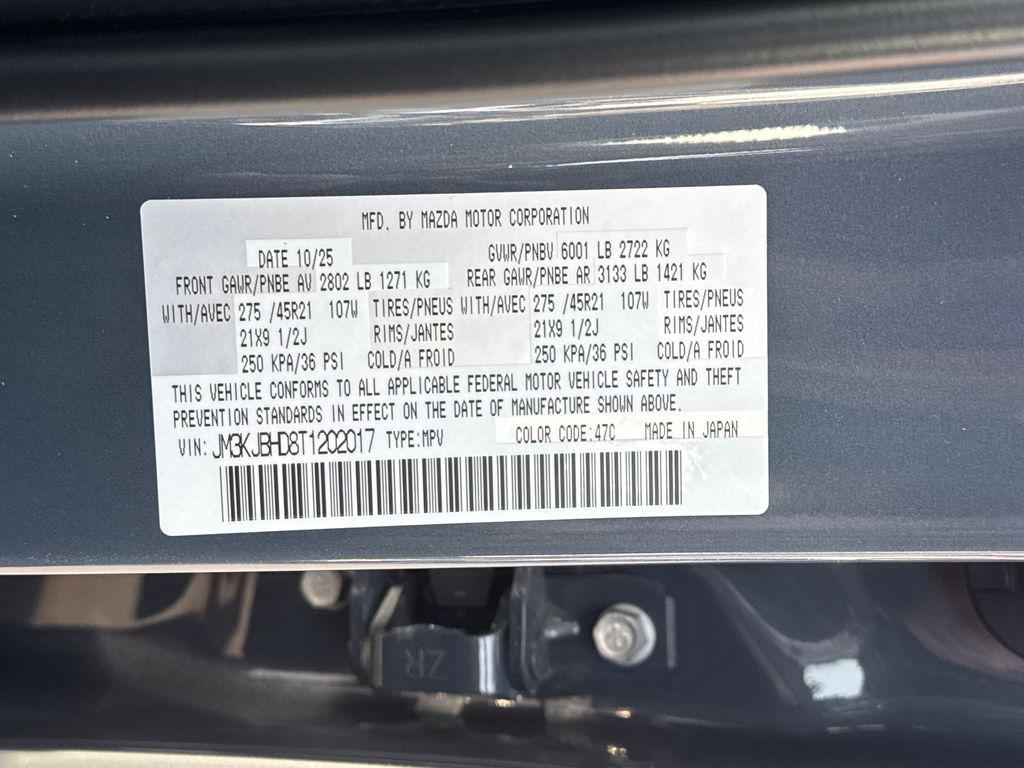 MFD. BY MAZDA MOTOR CORPORATION
DATE 10/25 GVWR/PNBV 6001 LB 2722 KG
FRONT GAWR/PNBE AV 2802 LB 1271 KG REAR GAWR/PNBE AR 3133 LB 1421 KG
WITH/AVEC 275 /45R21 107W TIRES/PNEUS WITH/AVEC 275 /45R21 107W TIRES/PNEUS
21X9 1/2J RIMS/JANTES 21X9 1/2J RIMS/JANTES
250 KPA/36 PSI COLD/A FROID 250 KPA/36 PSI COLD/A FROID
THIS VEHICLE CONFORMS TO ALL APPLICABLE FEDERAL MOTOR VEHICLE SAFETY AND THEFT
PREVENTION STANDARDS IN EFFECT ON THE DATE OF MANUFACTURE SHOWN ABOVE.
VIN: JM3KJBHD8T1202017 TYPE:MPV COLOR CODE:47C MADE IN JAPAN
ZR